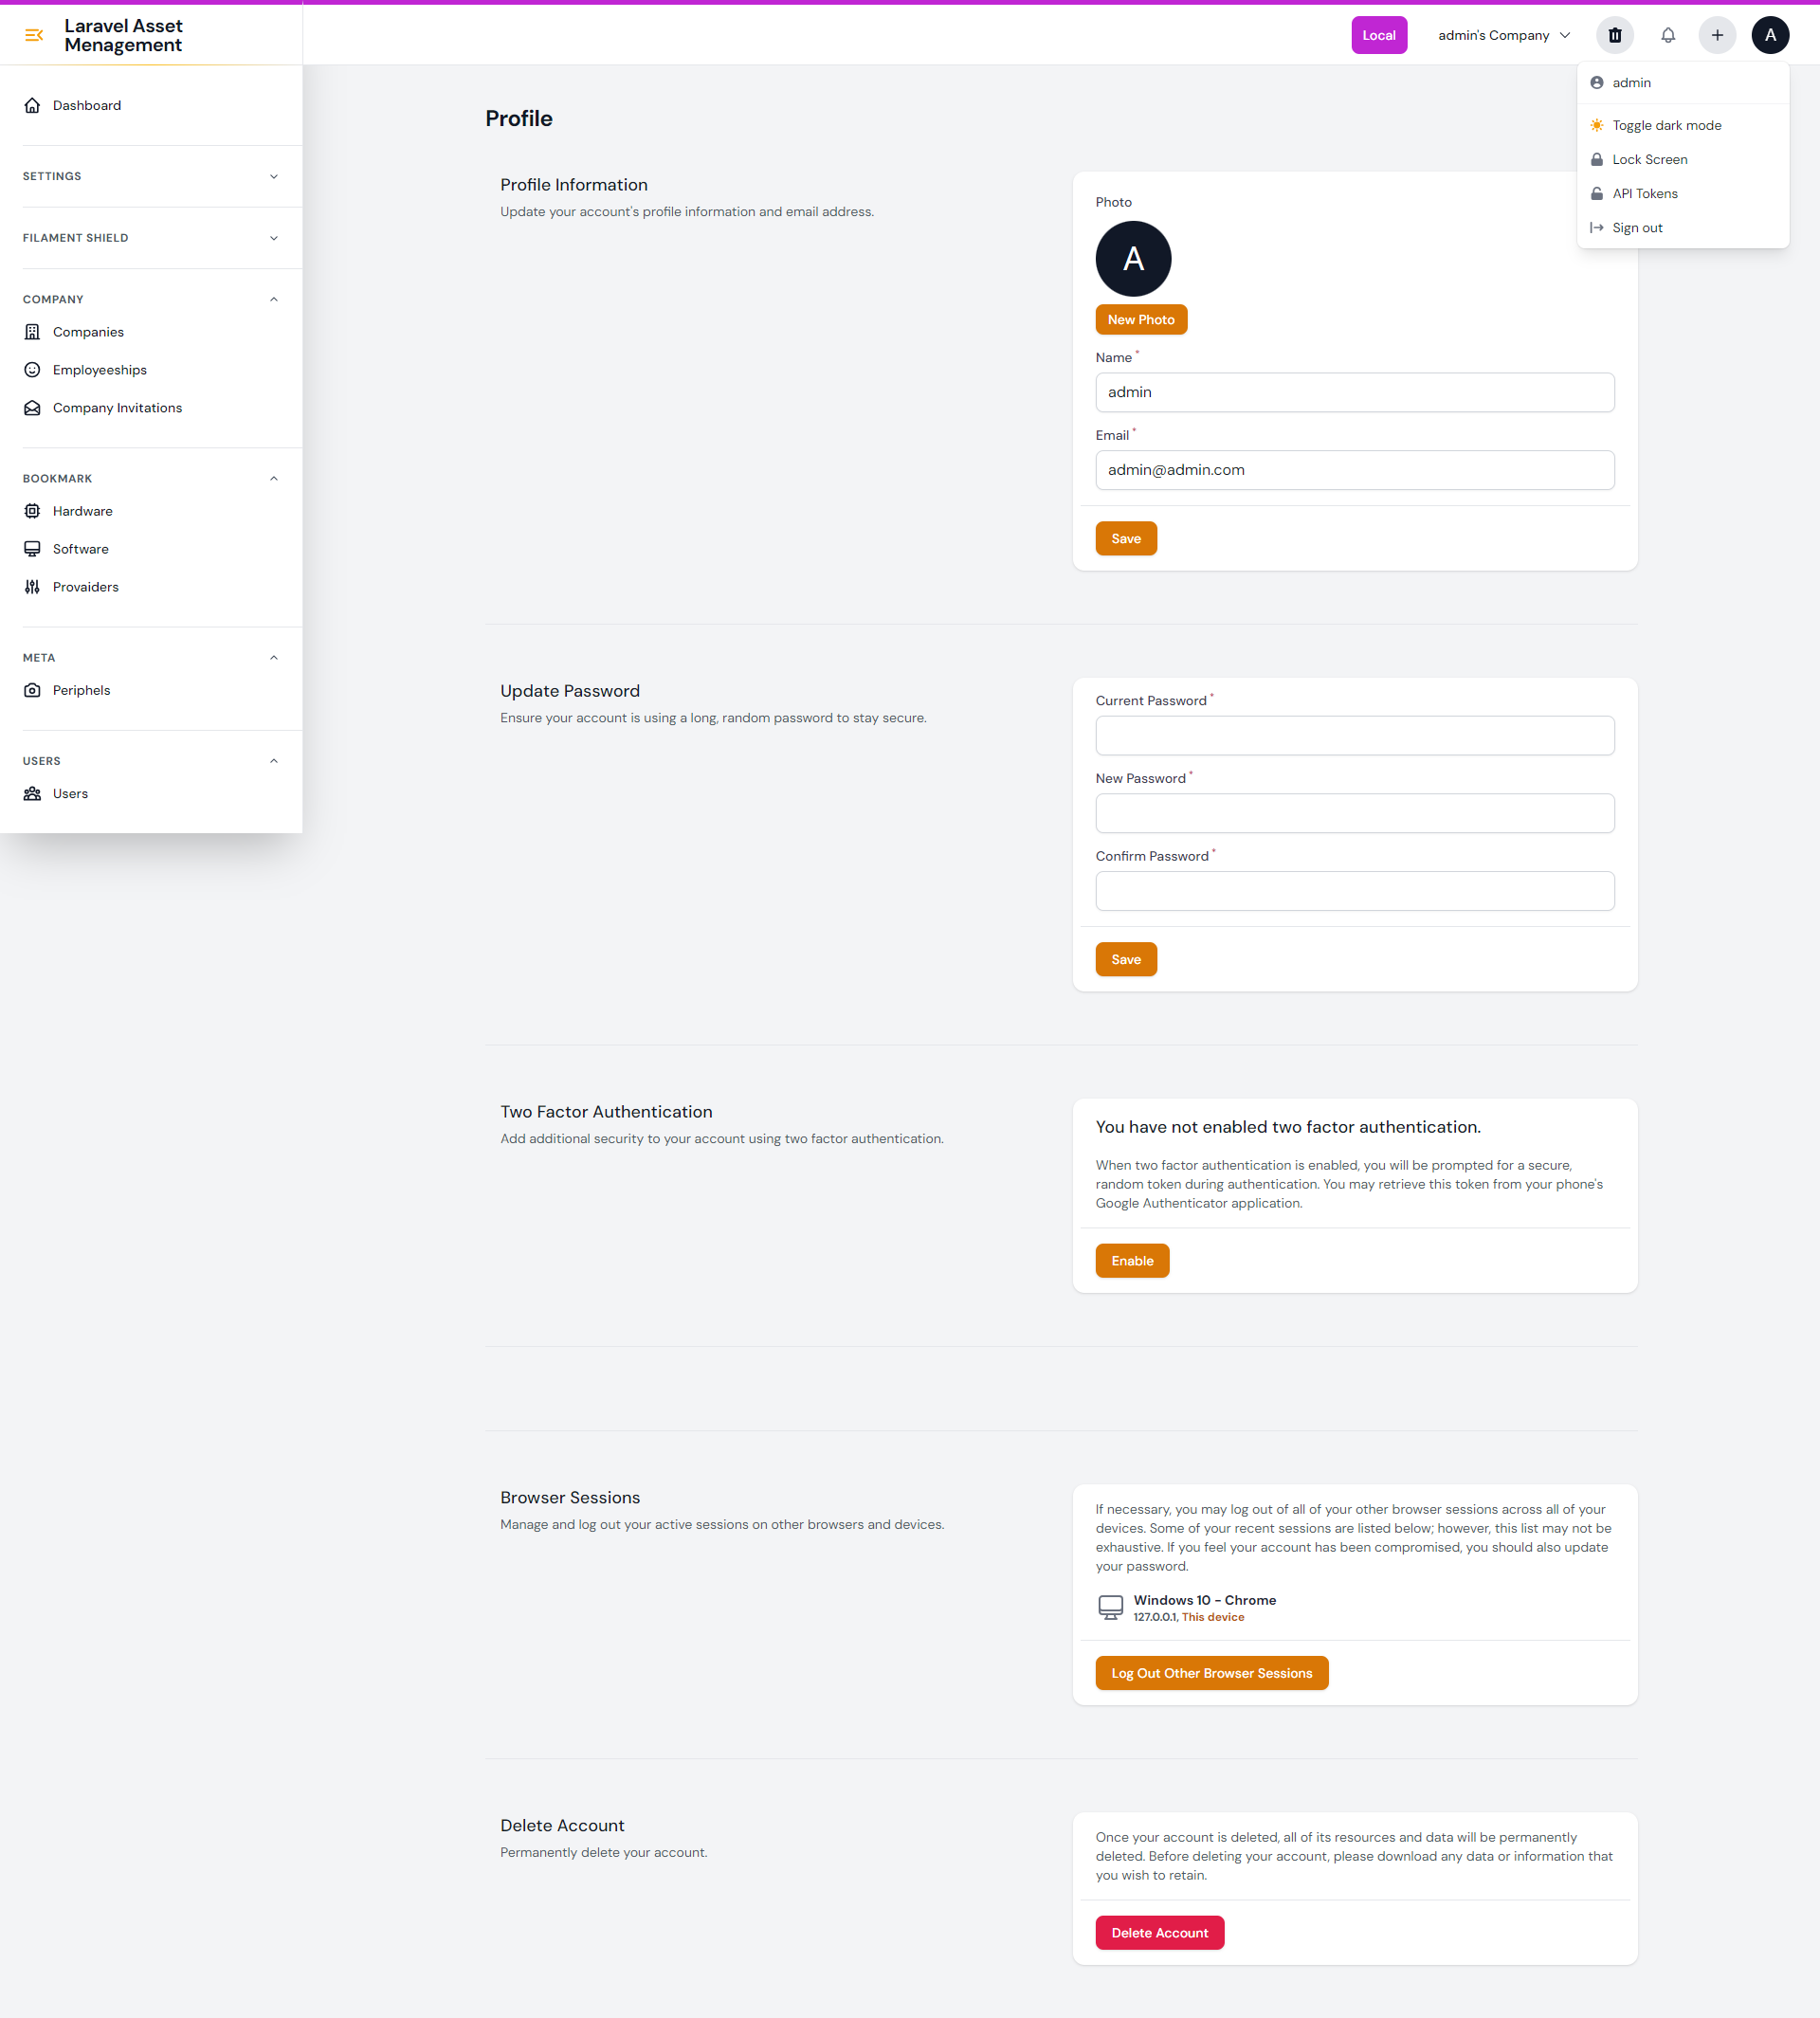 Laravel Asset
Menagement
Local
admin's Company
A
admin
Toggle dark mode
Lock Screen
API Tokens
Sign out
Dashboard
SETTINGS
FILAMENT SHIELD
COMPANY
Companies
Employeeships
Company Invitations
BOOKMARK
Hardware
Software
Provaiders
META
Periphels
USERS
Users
Profile
Profile Information
Update your account's profile information and email address.
Photo
A
New Photo
Name *
admin
Email *
admin@admin.com
Save
Update Password
Ensure your account is using a long, random password to stay secure.
Current Password *
New Password *
Confirm Password *
Save
Two Factor Authentication
Add additional security to your account using two factor authentication.
You have not enabled two factor authentication.
When two factor authentication is enabled, you will be prompted for a secure,
random token during authentication. You may retrieve this token from your phone's
Google Authenticator application.
Enable
Browser Sessions
Manage and log out your active sessions on other browsers and devices.
If necessary, you may log out of all of your other browser sessions across all of your
devices. Some of your recent sessions are listed below; however, this list may not be
exhaustive. If you feel your account has been compromised, you should also update
your password.
Windows 10 - Chrome
127.0.0.1, This device
Log Out Other Browser Sessions
Delete Account
Permanently delete your account.
Once your account is deleted, all of its resources and data will be permanently
deleted. Before deleting your account, please download any data or information that
you wish to retain.
Delete Account